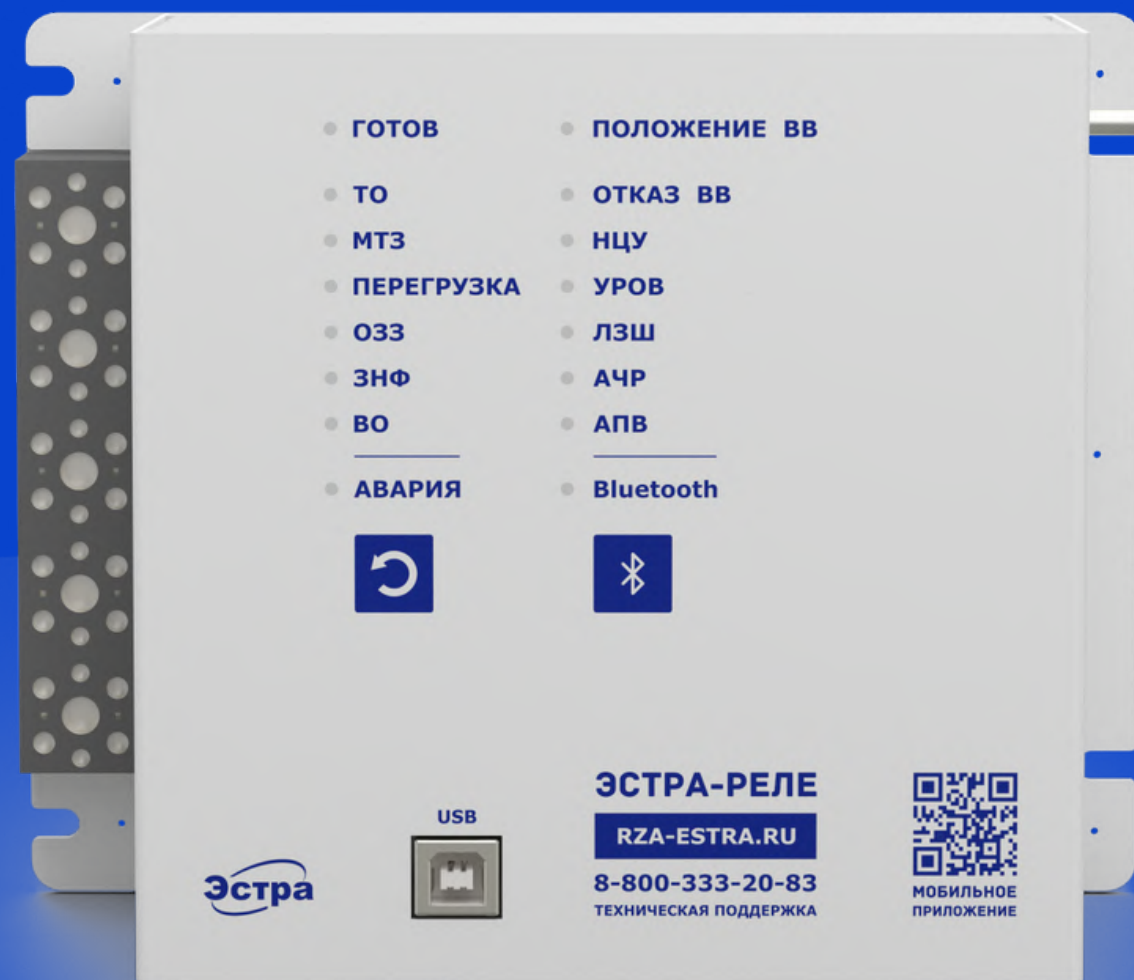 ГОТОВ
ПОЛОЖЕНИЕ ВВ
ТО
ОТКАЗ ВВ
МТЗ
НЦУ
ПЕРЕГРУЗКА
УРОВ
ОЗЗ
ЛЗШ
ЗНФ
АЧР
ВО
АПВ
АВАРИЯ
Bluetooth
USB
Эстра
ЭСТРА-РЕЛЕ
RZA-ESTRA.RU
8-800-333-20-83
ТЕХНИЧЕСКАЯ ПОДДЕРЖКА
МОБИЛЬНОЕ
ПРИЛОЖЕНИЕ